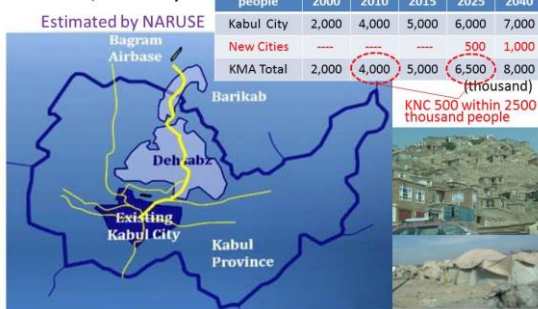 Estimated by NARUSE
people 2000 2010 2015 2025 2040
Kabul City 2,000 4,000 5,000 6,000 7,000
New Cities ---- ---- ---- 500 1,000
KMA Total 2,000 4,000 5,000 6,500 8,000
(thousand)
KNC 500 within 2500
thousand people
Bagram
Airbase
Barikab
Dehsabz
Existing
Kabul City
Kabul
Province